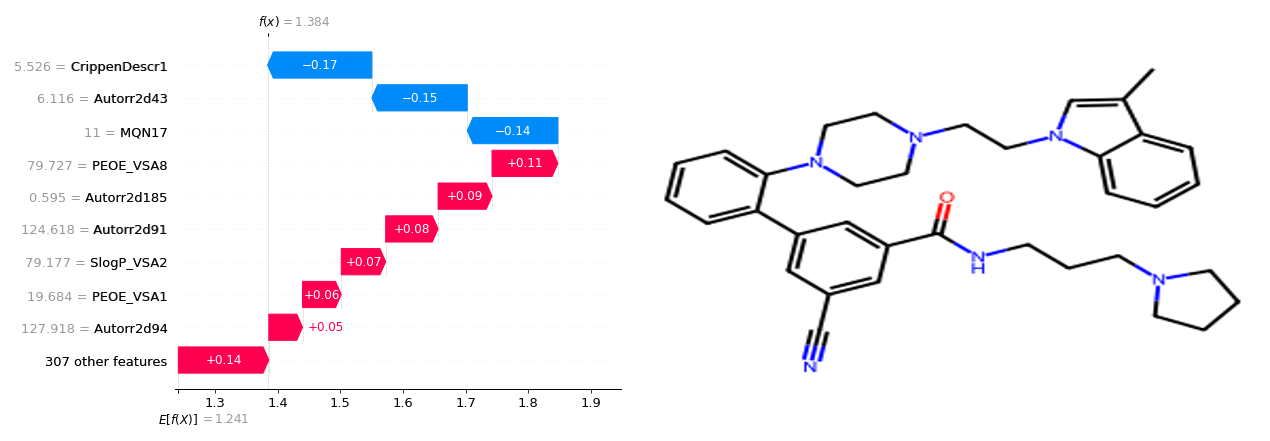 f(x) = 1.384
5.526 = CrippenDescr1
−0.17
6.116 = Autorr2d43
−0.15
11 = MQN17
−0.14
79.727 = PEOE_VSA8
+0.11
0.595 = Autorr2d185
+0.09
124.618 = Autorr2d91
+0.08
79.177 = SlogP_VSA2
+0.07
19.684 = PEOE_VSA1
+0.06
127.918 = Autorr2d94
+0.05
307 other features
+0.14
1.3 1.4 1.5 1.6 1.7 1.8 1.9
E[f(X)] = 1.241
N
N
N
O
N
H
N
N